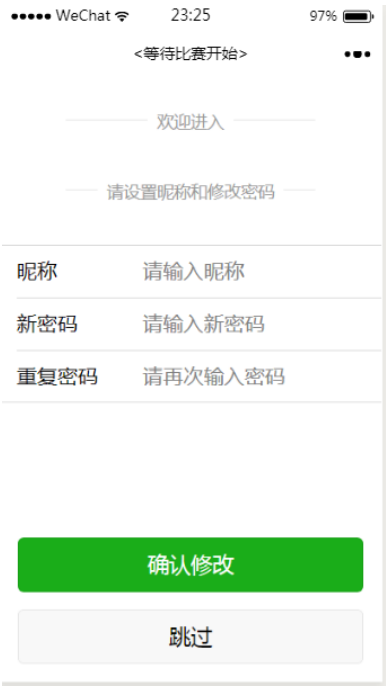 WeChat 23:25 97%
<等待比赛开始>
欢迎进入
请设置昵称和修改密码
昵称 请输入昵称
新密码 请输入新密码
重复密码 请再次输入密码
确认修改
跳过